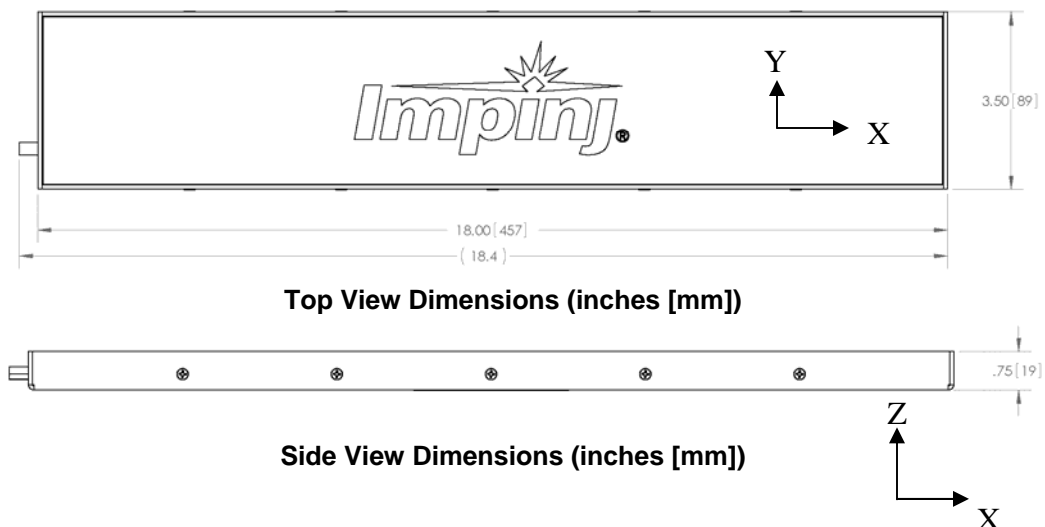 Impinj®
Y
X
3.50[89]
18.00[457]
( 18.4 )
Top View Dimensions (inches [mm])
.75[19]
Z
Side View Dimensions (inches [mm])
X